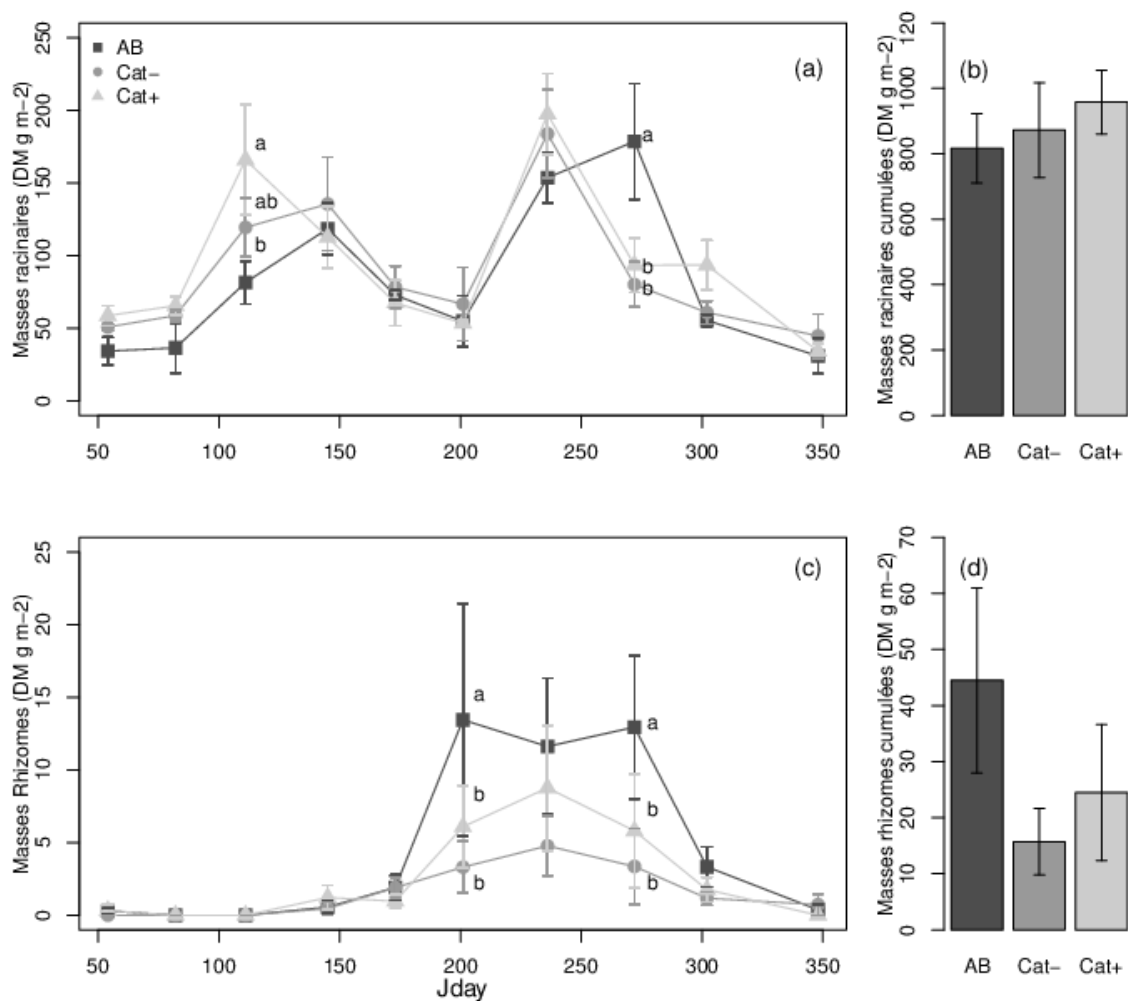 AB
Cat−
Cat+
(a)
a
ab
b
a
b
b
Masses racinaires (DM g m−2)
0 50 100 150 200 250
50 100 150 200 250 300 350
(b)
Masses racinaires cumulées (DM g m−2)
0 200 400 600 800 1000 120
AB Cat− Cat+
(c)
a
b
b
a
b
b
Masses Rhizomes (DM g m−2)
0 5 10 15 20 25
50 100 150 200 250 300 350
Jday
(d)
Masses rhizomes cumulées (DM g m−2)
0 10 20 30 40 50 60 70
AB Cat− Cat+